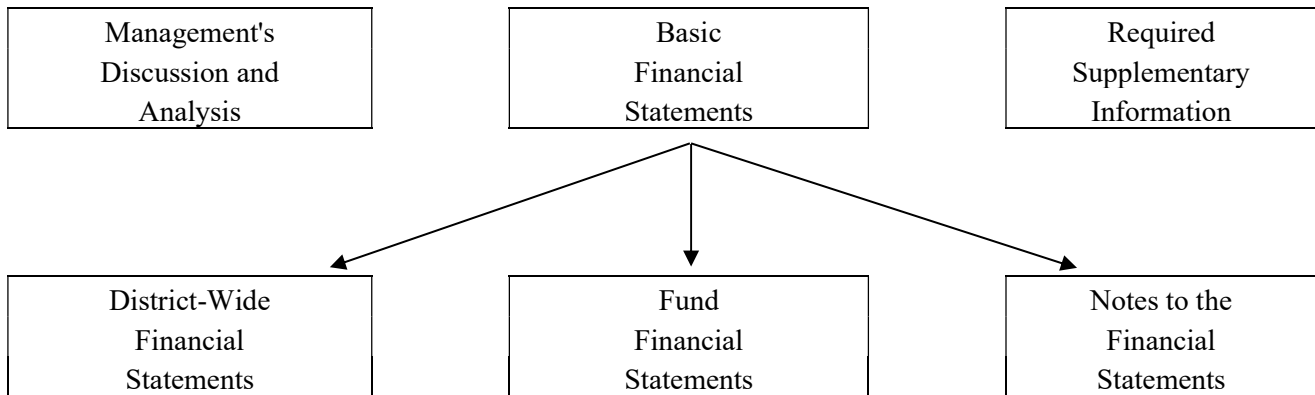 Management's
Discussion and
Analysis
Basic
Financial
Statements
Required
Supplementary
Information
District-Wide
Financial
Statements
Fund
Financial
Statements
Notes to the
Financial
Statements